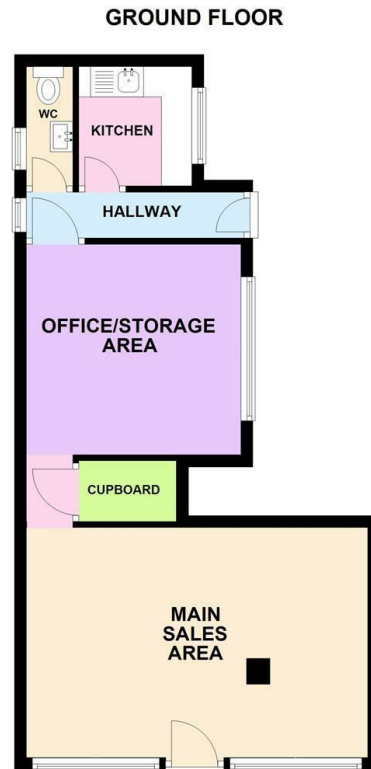 GROUND FLOOR
WC
KITCHEN
HALLWAY
OFFICE/STORAGE
AREA
CUPBOARD
MAIN
SALES
AREA